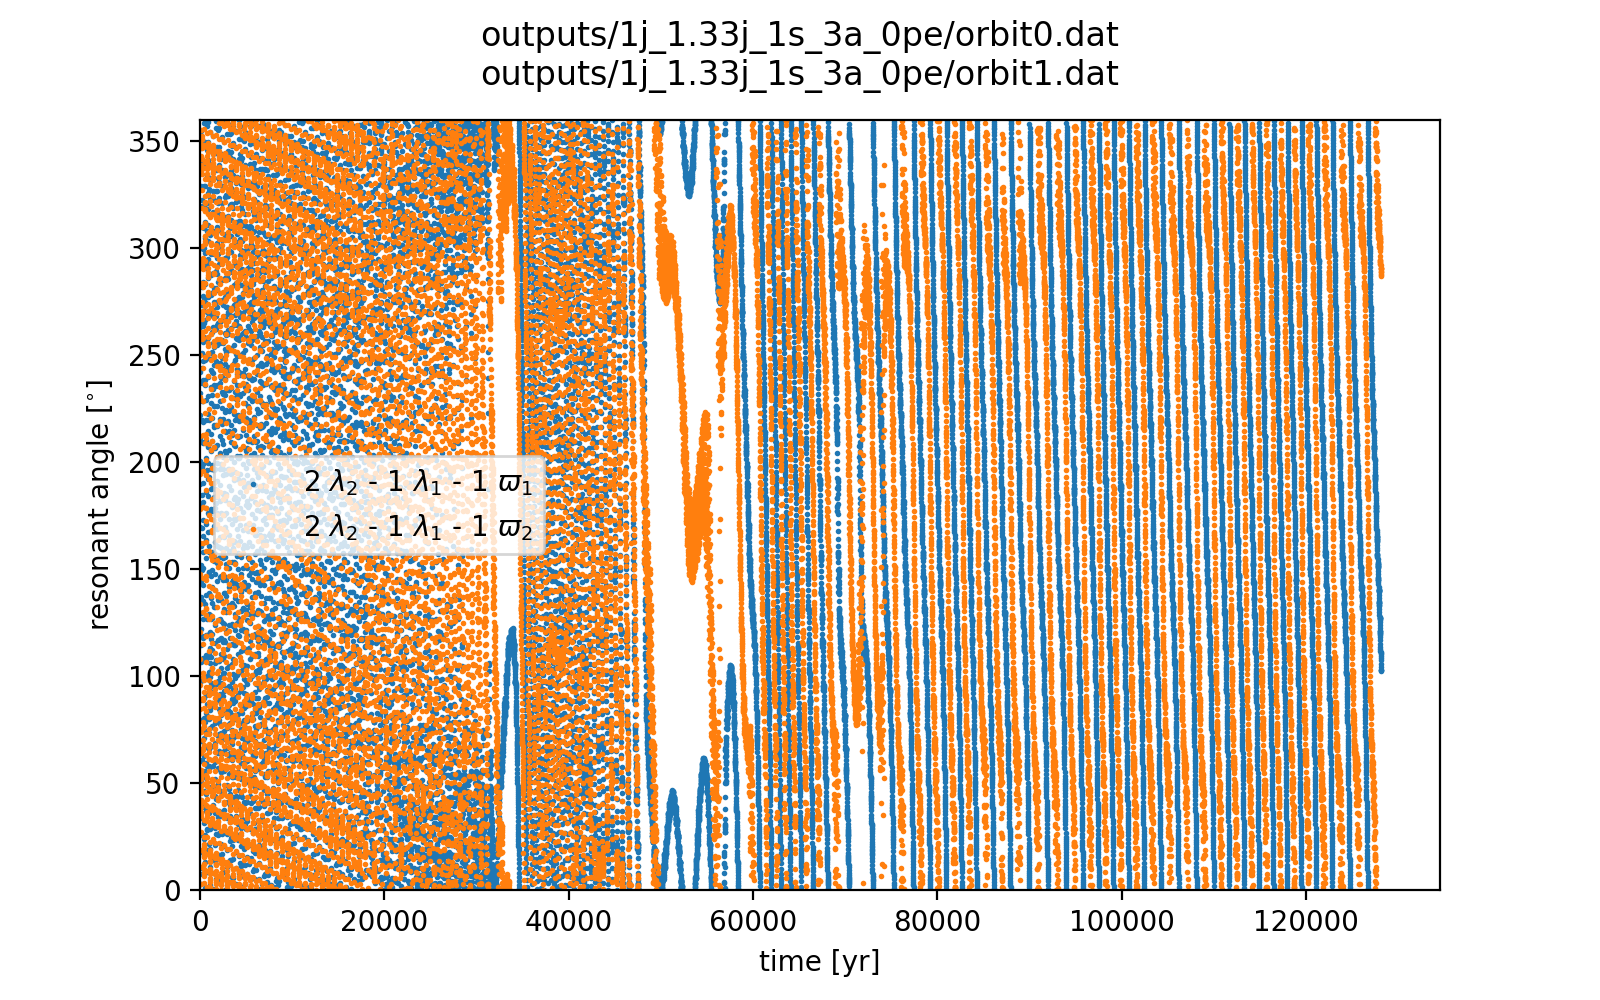 outputs/1j_1.33j_1s_3a_0pe/orbit0.dat
outputs/1j_1.33j_1s_3a_0pe/orbit1.dat
350
300
250
200
150
100
50
0
resonant angle [°]
2 λ₂ - 1 λ₁ - 1 ϖ₁
2 λ₂ - 1 λ₁ - 1 ϖ₂
0 20000 40000 60000 80000 100000 120000
time [yr]